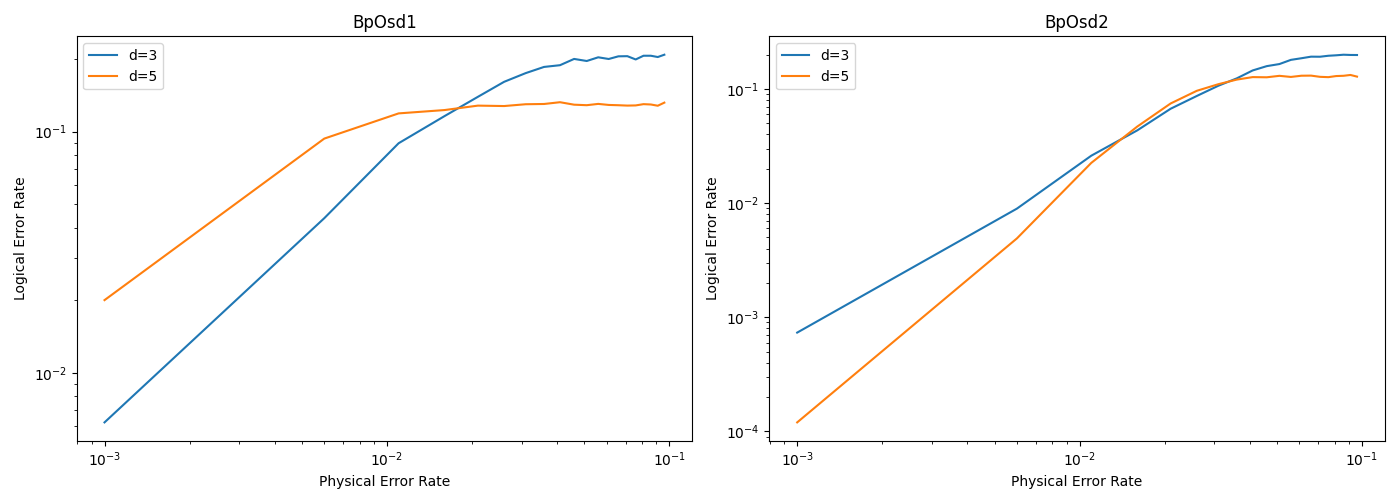 BpOsd1
d=3
d=5
Logical Error Rate
10⁻¹
10⁻²
10⁻³
10⁻²
10⁻¹
Physical Error Rate
BpOsd2
d=3
d=5
Logical Error Rate
10⁻¹
10⁻²
10⁻³
10⁻⁴
10⁻³
10⁻²
10⁻¹
Physical Error Rate